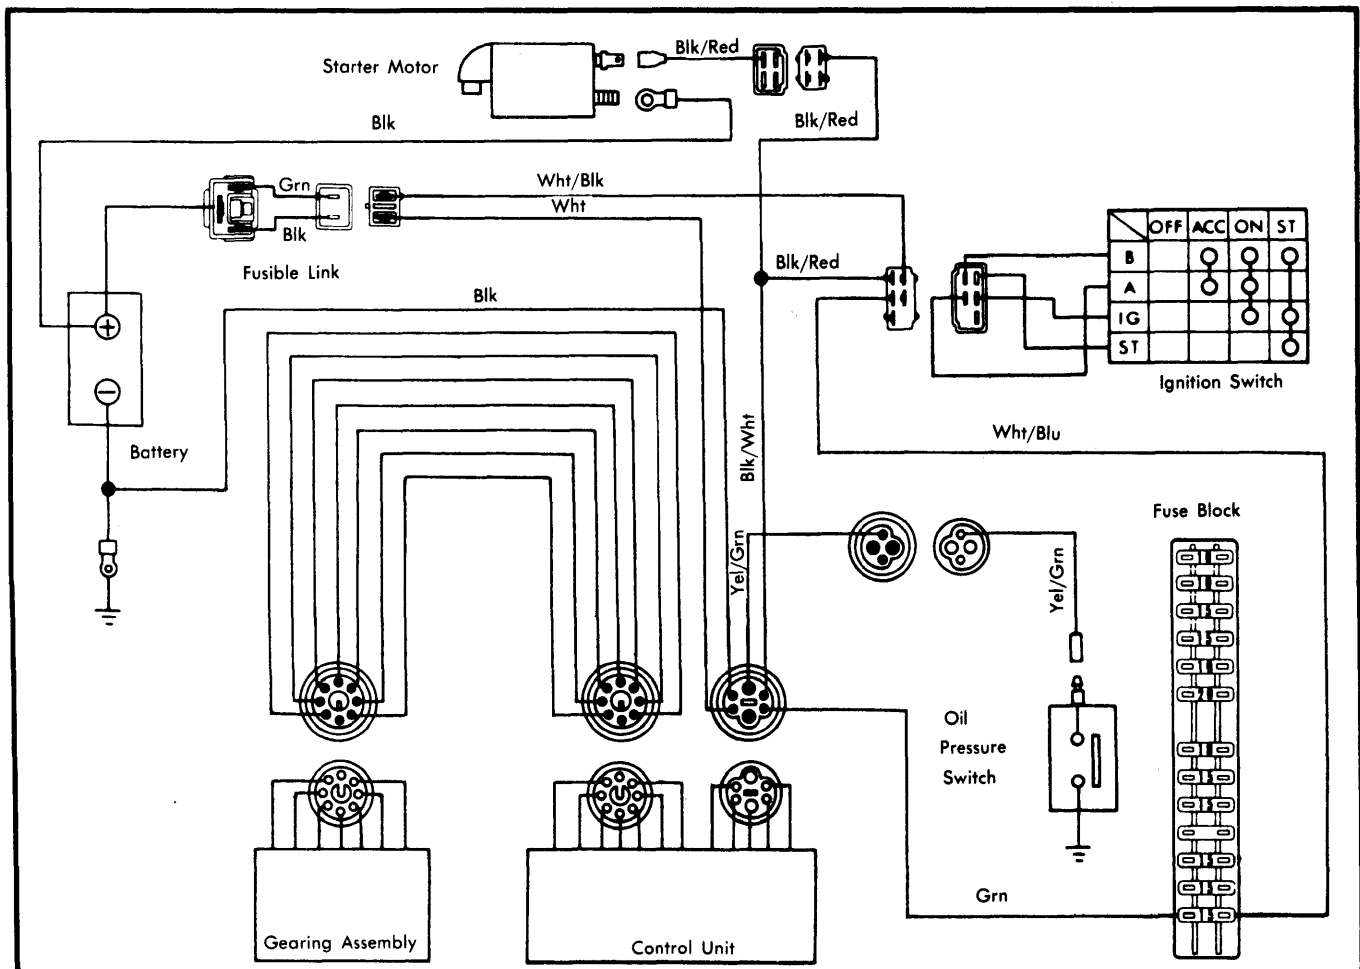 Blk/Red
Starter Motor
Blk
Blk/Red
Grn
Wht/Blk
Wht
Blk
Fusible Link
Blk/Red
Blk
OFF ACC ON ST
B
A
IG
ST
Ignition Switch
Battery
Wht/Blu
Blk/Wht
Fuse Block
Yel/Grn
Yel/Grn
Oil
Pressure
Switch
Grn
Gearing Assembly
Control Unit